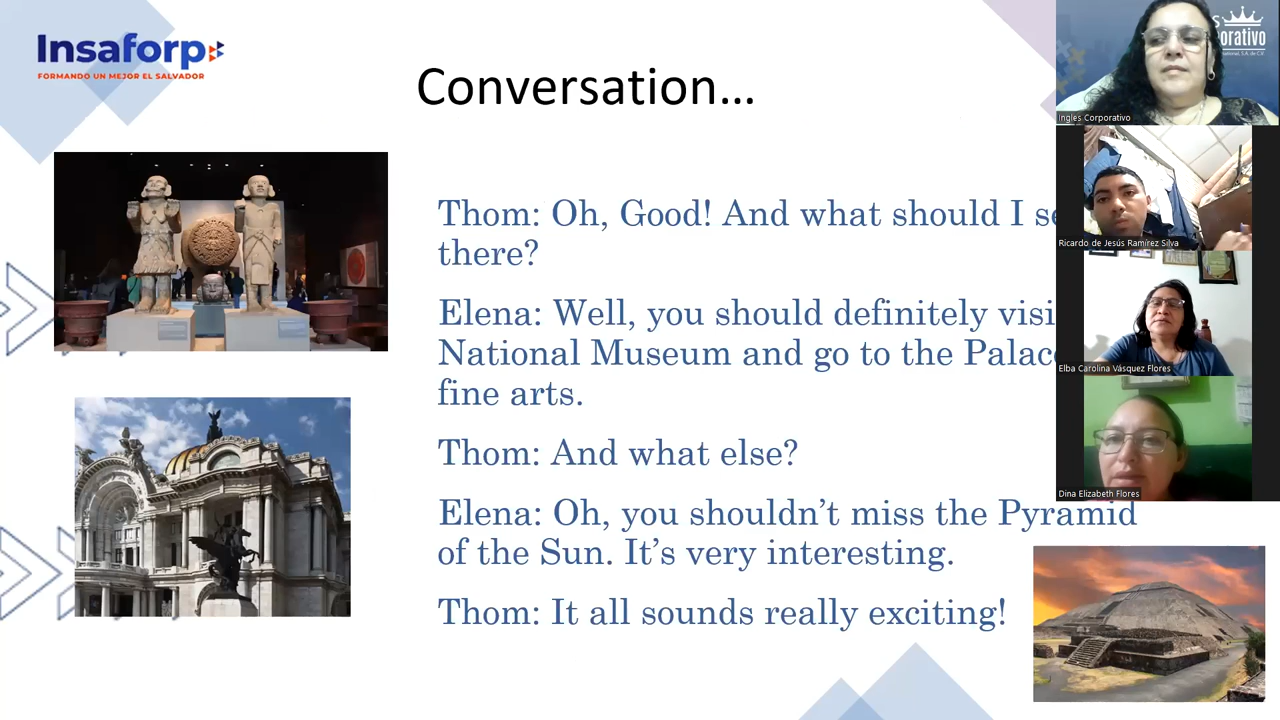 Insaforp
FORMANDO UN MEJOR EL SALVADOR
Conversation...
Thom: Oh, Good! And what should I
there?
Elena: Well, you should definitely
National Museum and go to the
fine arts.
Thom: And what else?
Elena: Oh, you shouldn't miss the Pyramid
of the Sun. It's very interesting.
Thom: It all sounds really exciting!
Ingles Corporativo
Ricardo de Jesús Ramírez Silva
Elba Carolina Vásquez Flores
Dina Elizabeth Flores